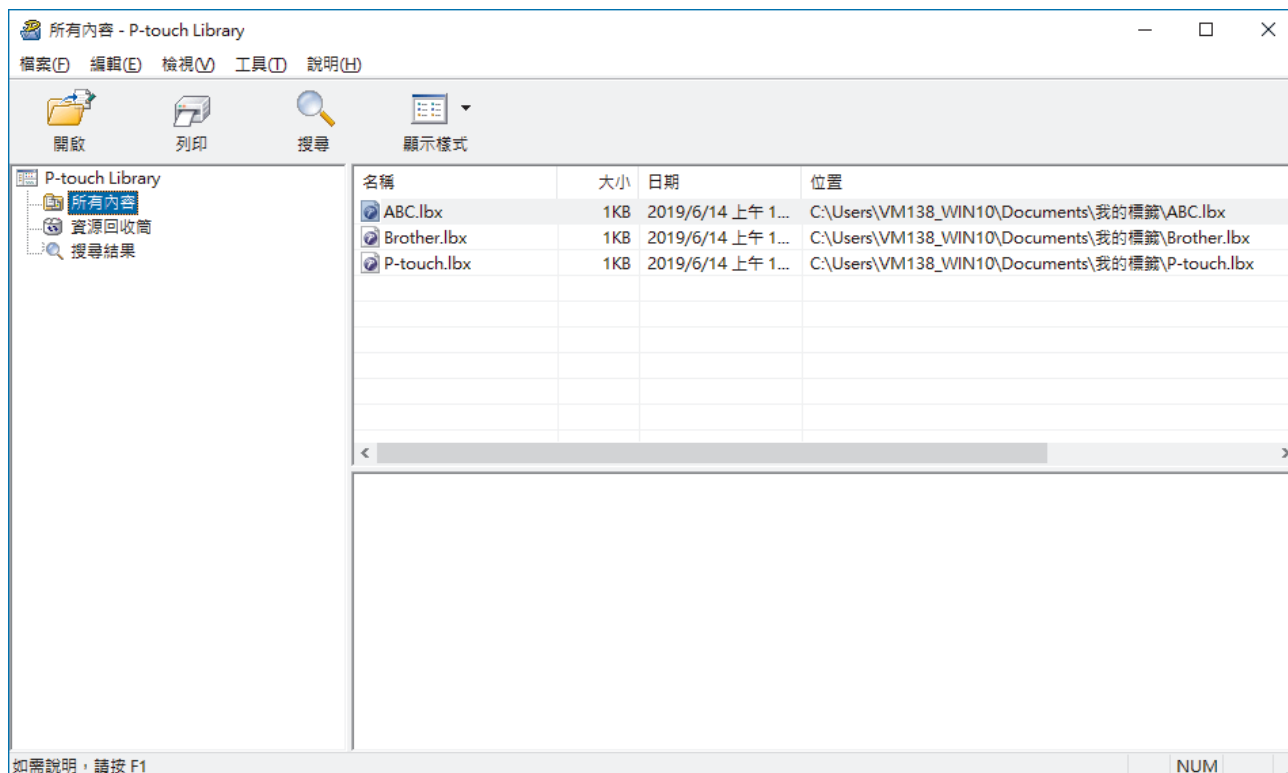 所有內容 - P-touch Library
檔案(F) 編輯(E) 檢視(V) 工具(T) 說明(H)
開啟 列印 搜尋 顯示樣式
P-touch Library
所有內容
資源回收筒
搜尋結果
名稱 大小 日期 位置
ABC.lbx 1KB 2019/6/14 上午 1... C:\Users\VM138_WIN10\Documents\我的標籤\ABC.lbx
Brother.lbx 1KB 2019/6/14 上午 1... C:\Users\VM138_WIN10\Documents\我的標籤\Brother.lbx
P-touch.lbx 1KB 2019/6/14 上午 1... C:\Users\VM138_WIN10\Documents\我的標籤\P-touch.lbx
如需說明，請按 F1 NUM